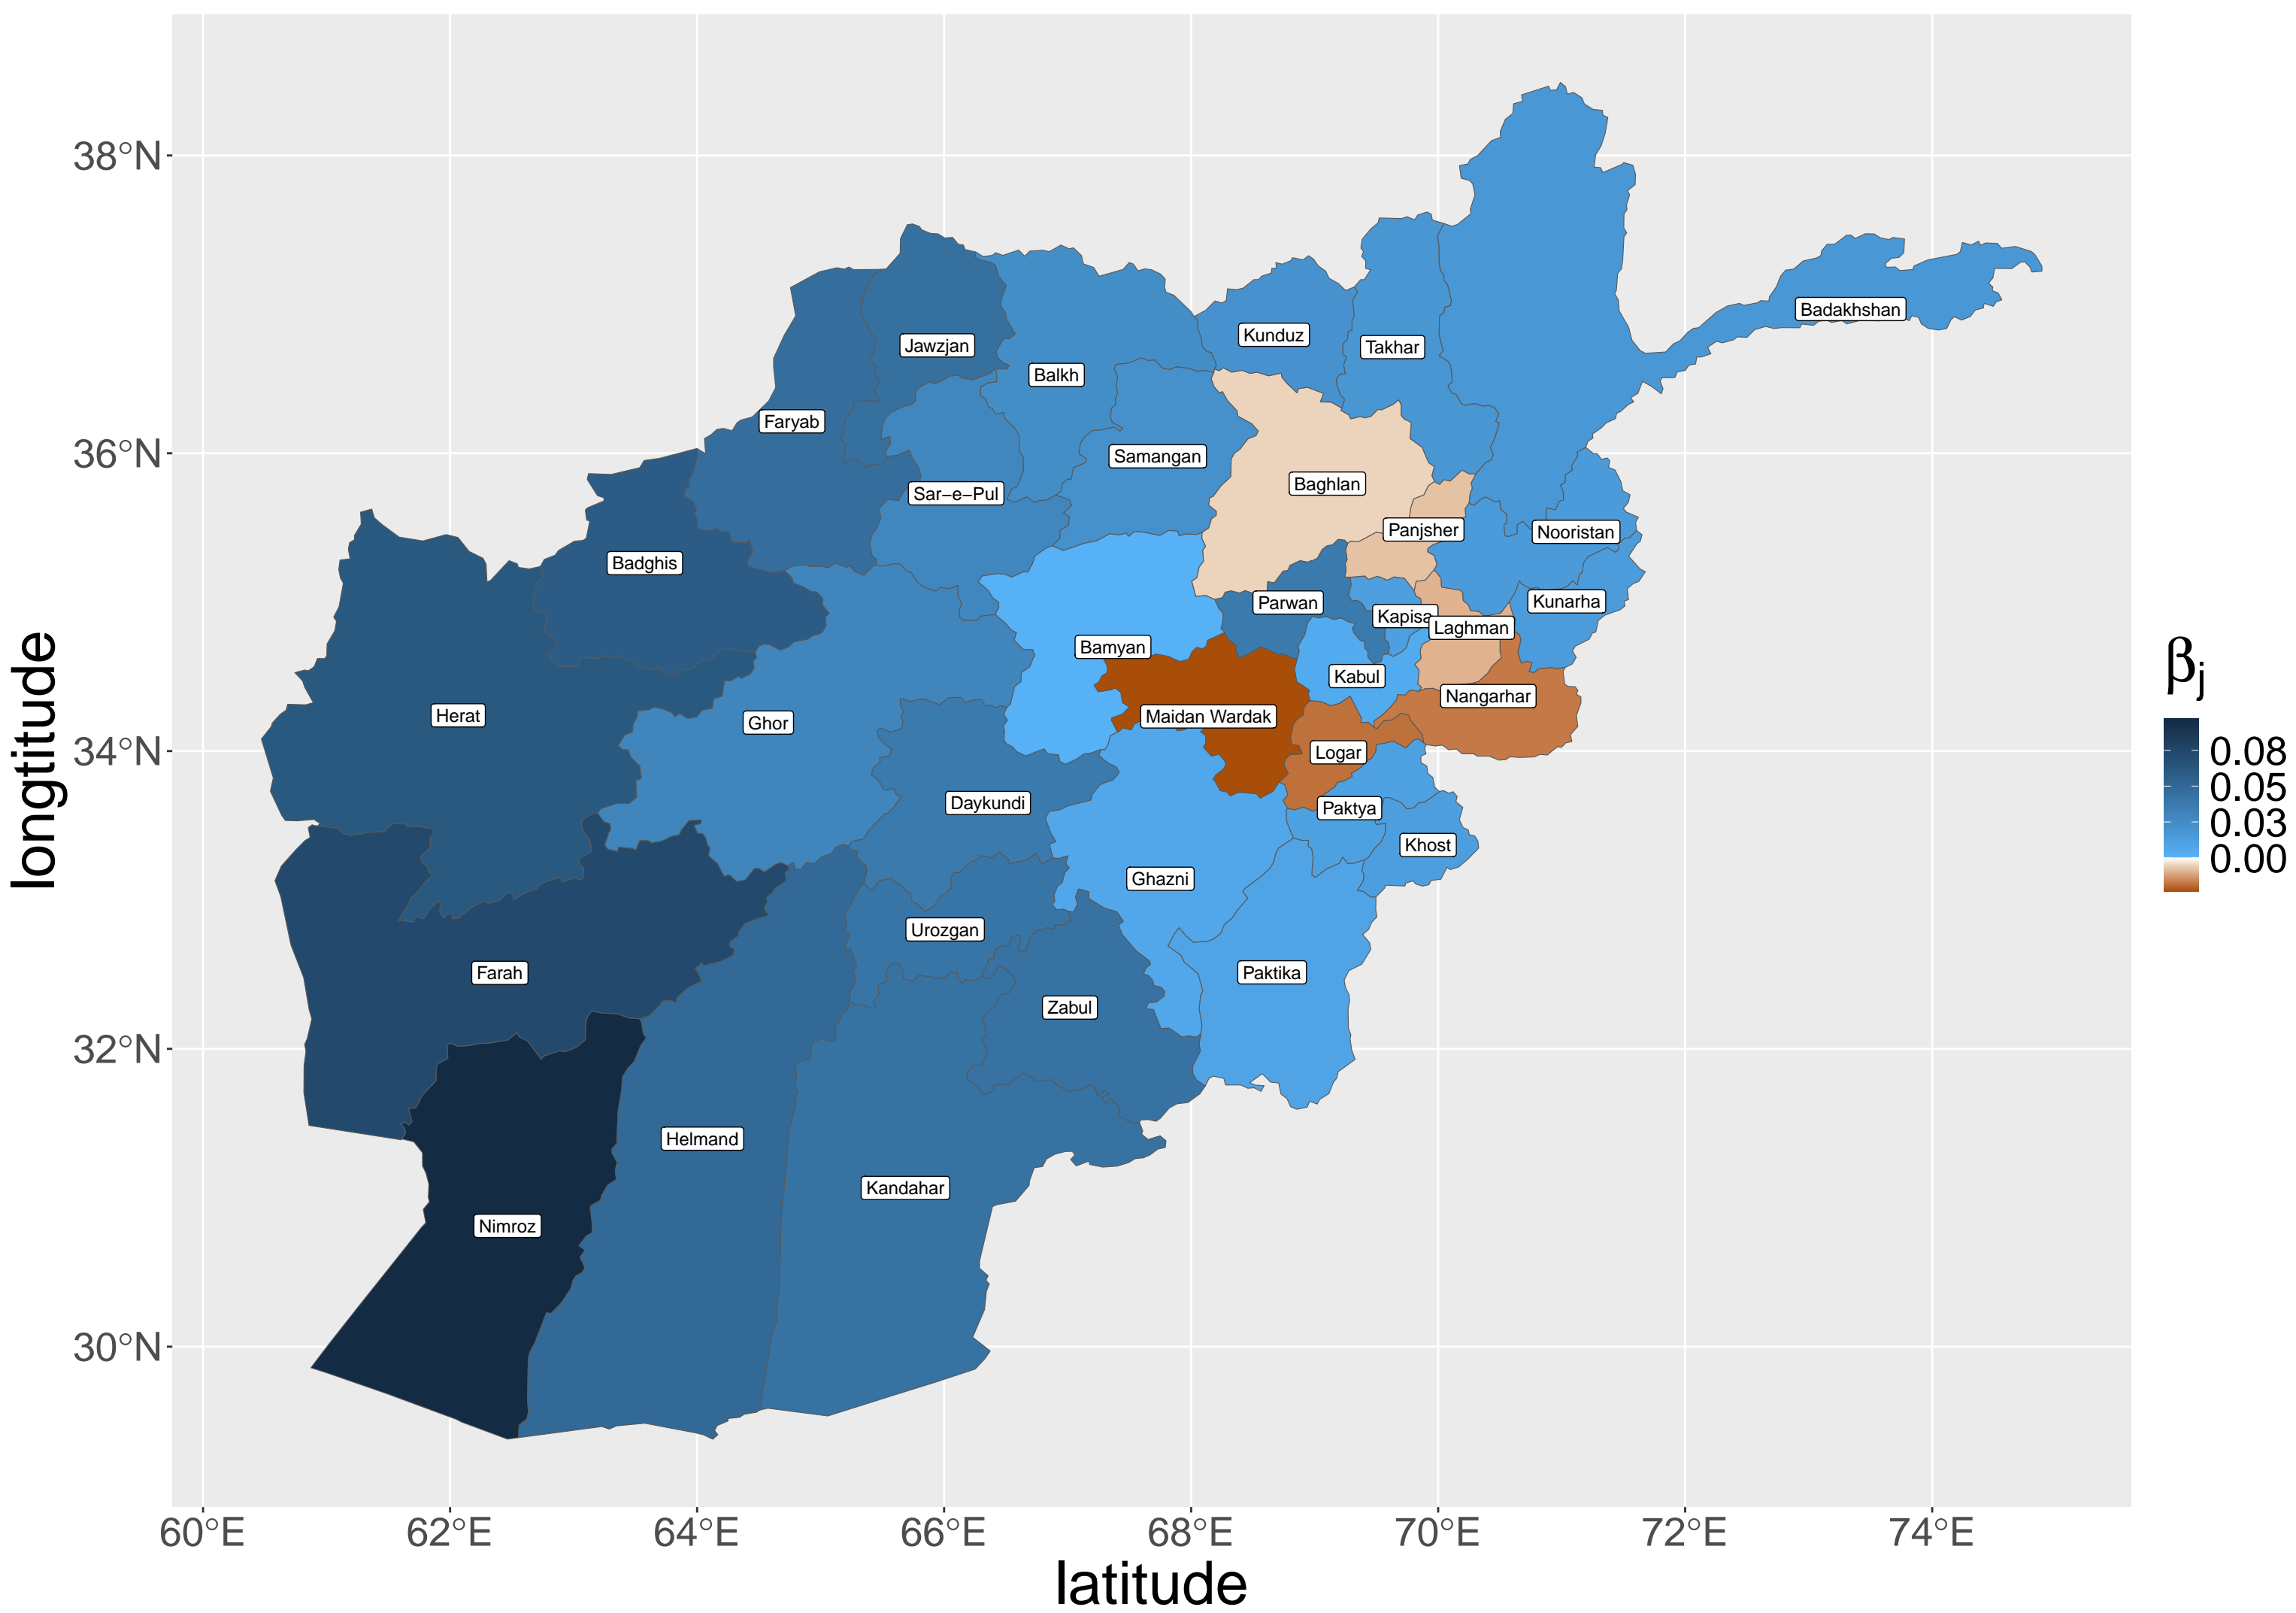 38°N
36°N
34°N
32°N
30°N
60°E
62°E
64°E
66°E
68°E
70°E
72°E
74°E
longtitude
latitude
Badakhshan
Kunduz
Takhar
Jawzjan
Balkh
Faryab
Samangan
Baghlan
Sar−e−Pul
Panjsher
Nooristan
Badghis
Parwan
Kunarha
Kapisa
Laghman
Bamyan
Kabul
Nangarhar
Herat
Ghor
Maidan Wardak
Logar
Daykundi
Paktya
Khost
Ghazni
Urozgan
Farah
Paktika
Zabul
Helmand
Kandahar
Nimroz
βj
0.08
0.05
0.03
0.00